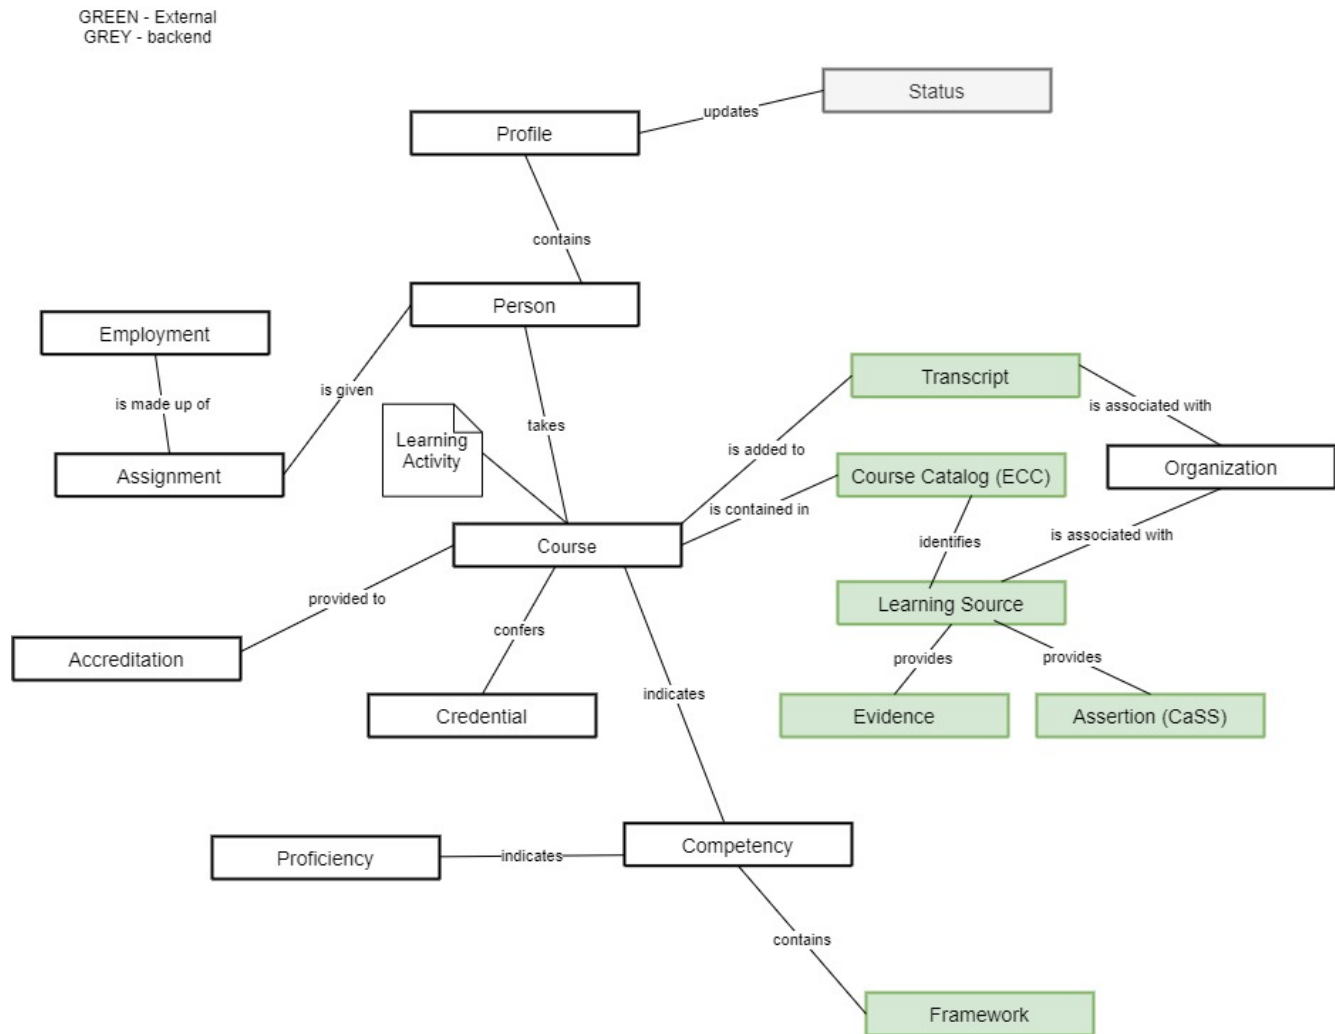 GREEN - External
GREY - backend
Status
updates
Profile
contains
Person
Employment
is given
is made up of
Assignment
Learning
Activity
takes
Transcript
is associated with
is added to
Course Catalog (ECC)
Organization
is contained in
Course
identifies
is associated with
Learning Source
provided to
confers
provides
provides
Accreditation
indicates
Credential
Evidence
Assertion (CaSS)
Proficiency
indicates
Competency
contains
Framework